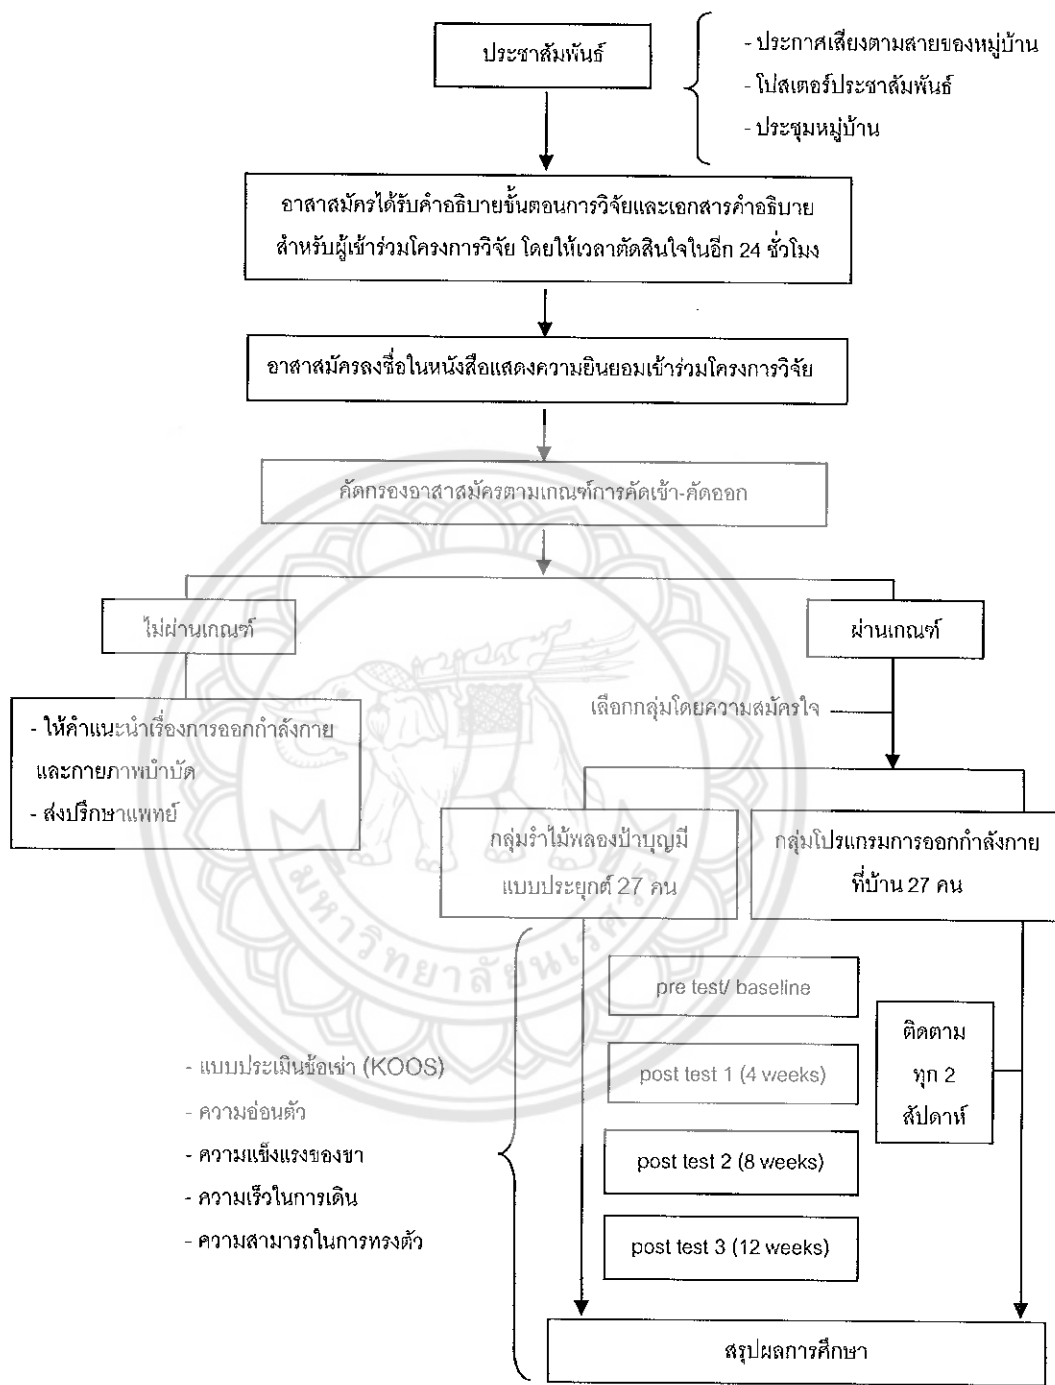 ประชาสัมพันธ์
- ประกาศเสียงตามสายของหมู่บ้าน
- โปสเตอร์ประชาสัมพันธ์
- ประชุมหมู่บ้าน
อาสาสมัครได้รับคำอธิบายขั้นตอนการวิจัยและเอกสารคำอธิบาย
สำหรับผู้เข้าร่วมโครงการวิจัย โดยให้เวลาตัดสินใจในอีก 24 ชั่วโมง
อาสาสมัครลงชื่อในหนังสือแสดงความยินยอมเข้าร่วมโครงการวิจัย
คัดกรองอาสาสมัครตามเกณฑ์การคัดเข้า-คัดออก
ไม่ผ่านเกณฑ์
ผ่านเกณฑ์
- ให้คำแนะนำเรื่องการออกกำลังกาย
และกายภาพบำบัด
- ส่งปรึกษาแพทย์
เลือกกลุ่มโดยความสมัครใจ
กลุ่มรำไม้พลองป้าบุญมี
แบบประยุกต์ 27 คน
กลุ่มโปรแกรมการออกกำลังกาย
ที่บ้าน 27 คน
pre test/ baseline
post test 1 (4 weeks)
post test 2 (8 weeks)
post test 3 (12 weeks)
ติดตาม
ทุก 2
สัปดาห์
- แบบประเมินข้อเข่า (KOOS)
- ความอ่อนตัว
- ความแข็งแรงของขา
- ความเร็วในการเดิน
- ความสามารถในการทรงตัว
สรุปผลการศึกษา
มหาวิทยาลัยนเรศวร